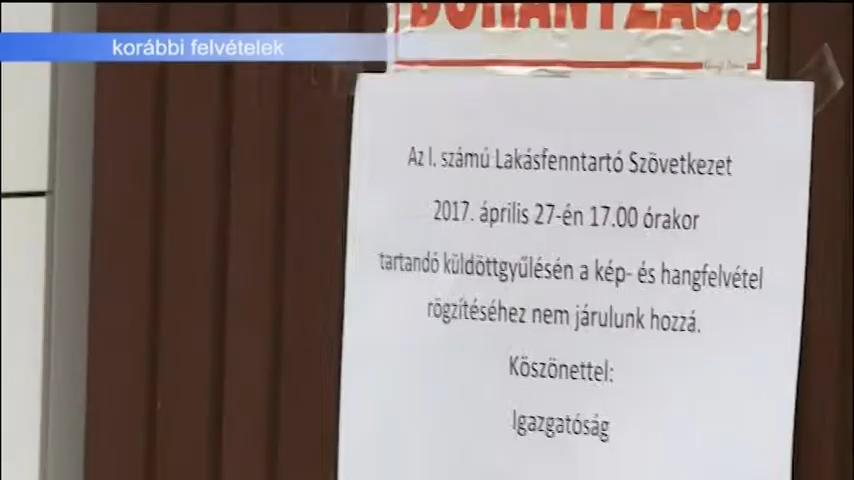 korábbi felvételek
DOHÁNYZÁS!
Az I. számú Lakásfenntartó Szövetkezet
2017. április 27-én 17.00 órakor
tartandó küldöttgyűlésén a kép- és hangfelvétel
rögzítéséhez nem járulunk hozzá.
Köszönettel:
Igazgatóság